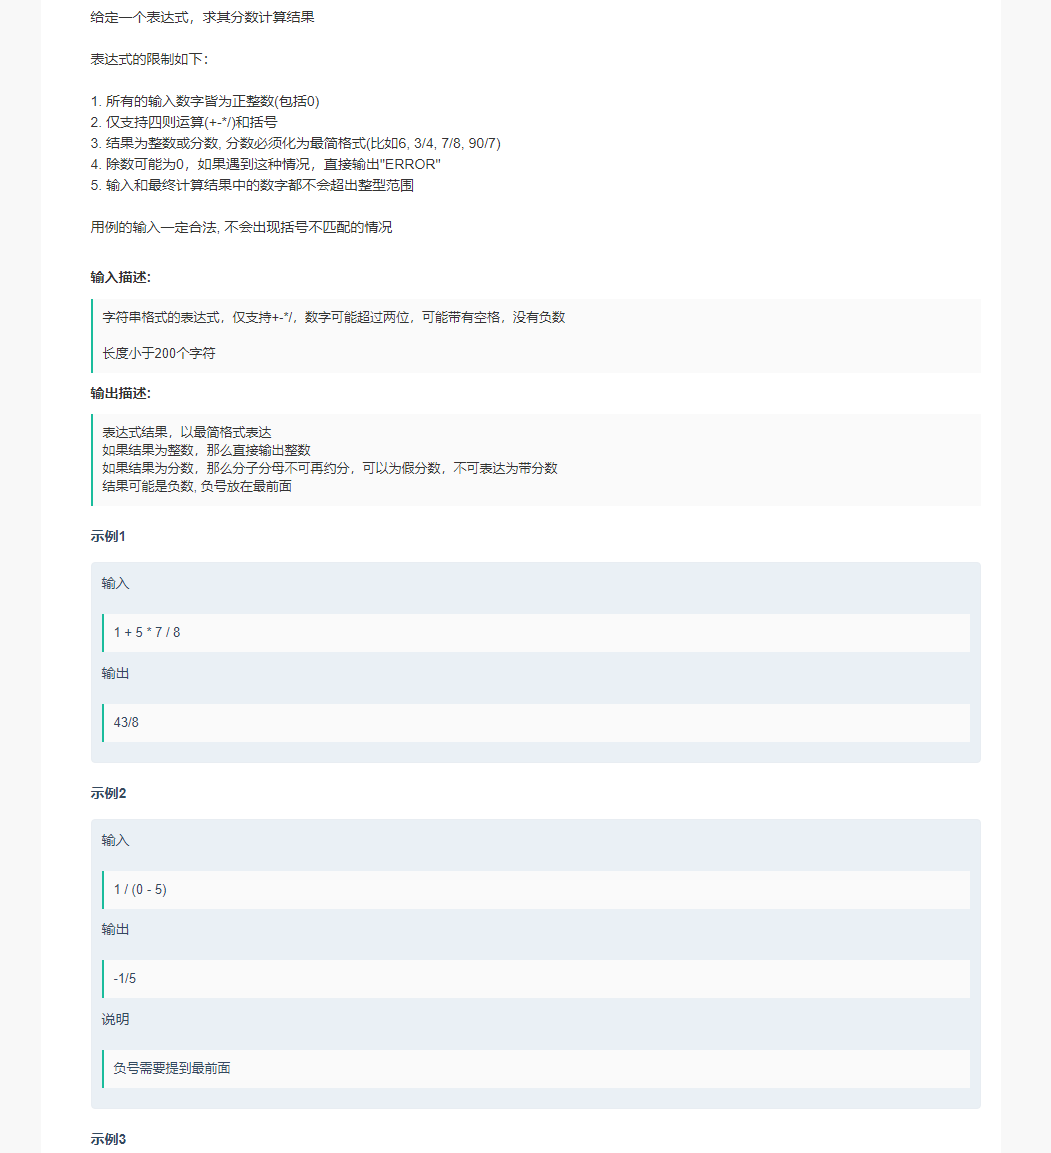 给定一个表达式，求其分数计算结果
表达式的限制如下：
1. 所有的输入数字皆为正整数(包括0)
2. 仅支持四则运算(+-*/)和括号
3. 结果为整数或分数, 分数必须化为最简格式(比如6, 3/4, 7/8, 90/7)
4. 除数可能为0，如果遇到这种情况，直接输出"ERROR"
5. 输入和最终计算结果中的数字都不会超出整型范围
用例的输入一定合法, 不会出现括号不匹配的情况
输入描述:
字符串格式的表达式，仅支持+-*/，数字可能超过两位，可能带有空格，没有负数
长度小于200个字符
输出描述:
表达式结果，以最简格式表达
如果结果为整数，那么直接输出整数
如果结果为分数，那么分子分母不可再约分，可以为假分数，不可表达为带分数
结果可能是负数, 负号放在最前面
示例1
输入
1 + 5 * 7 / 8
输出
43/8
示例2
输入
1 / (0 - 5)
输出
-1/5
说明
负号需要提到最前面
示例3